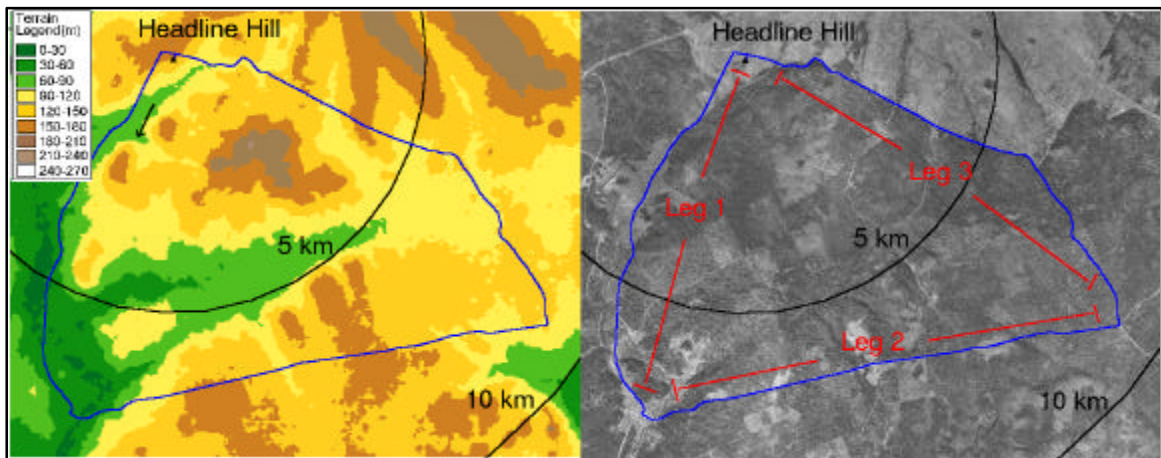 Terrain
Legend(m)
0-30
30-60
60-90
90-120
120-150
150-180
180-210
210-240
240-270
Headline Hill
5 km
10 km
Headline Hill
Leg 1
Leg 3
5 km
Leg 2
10 km